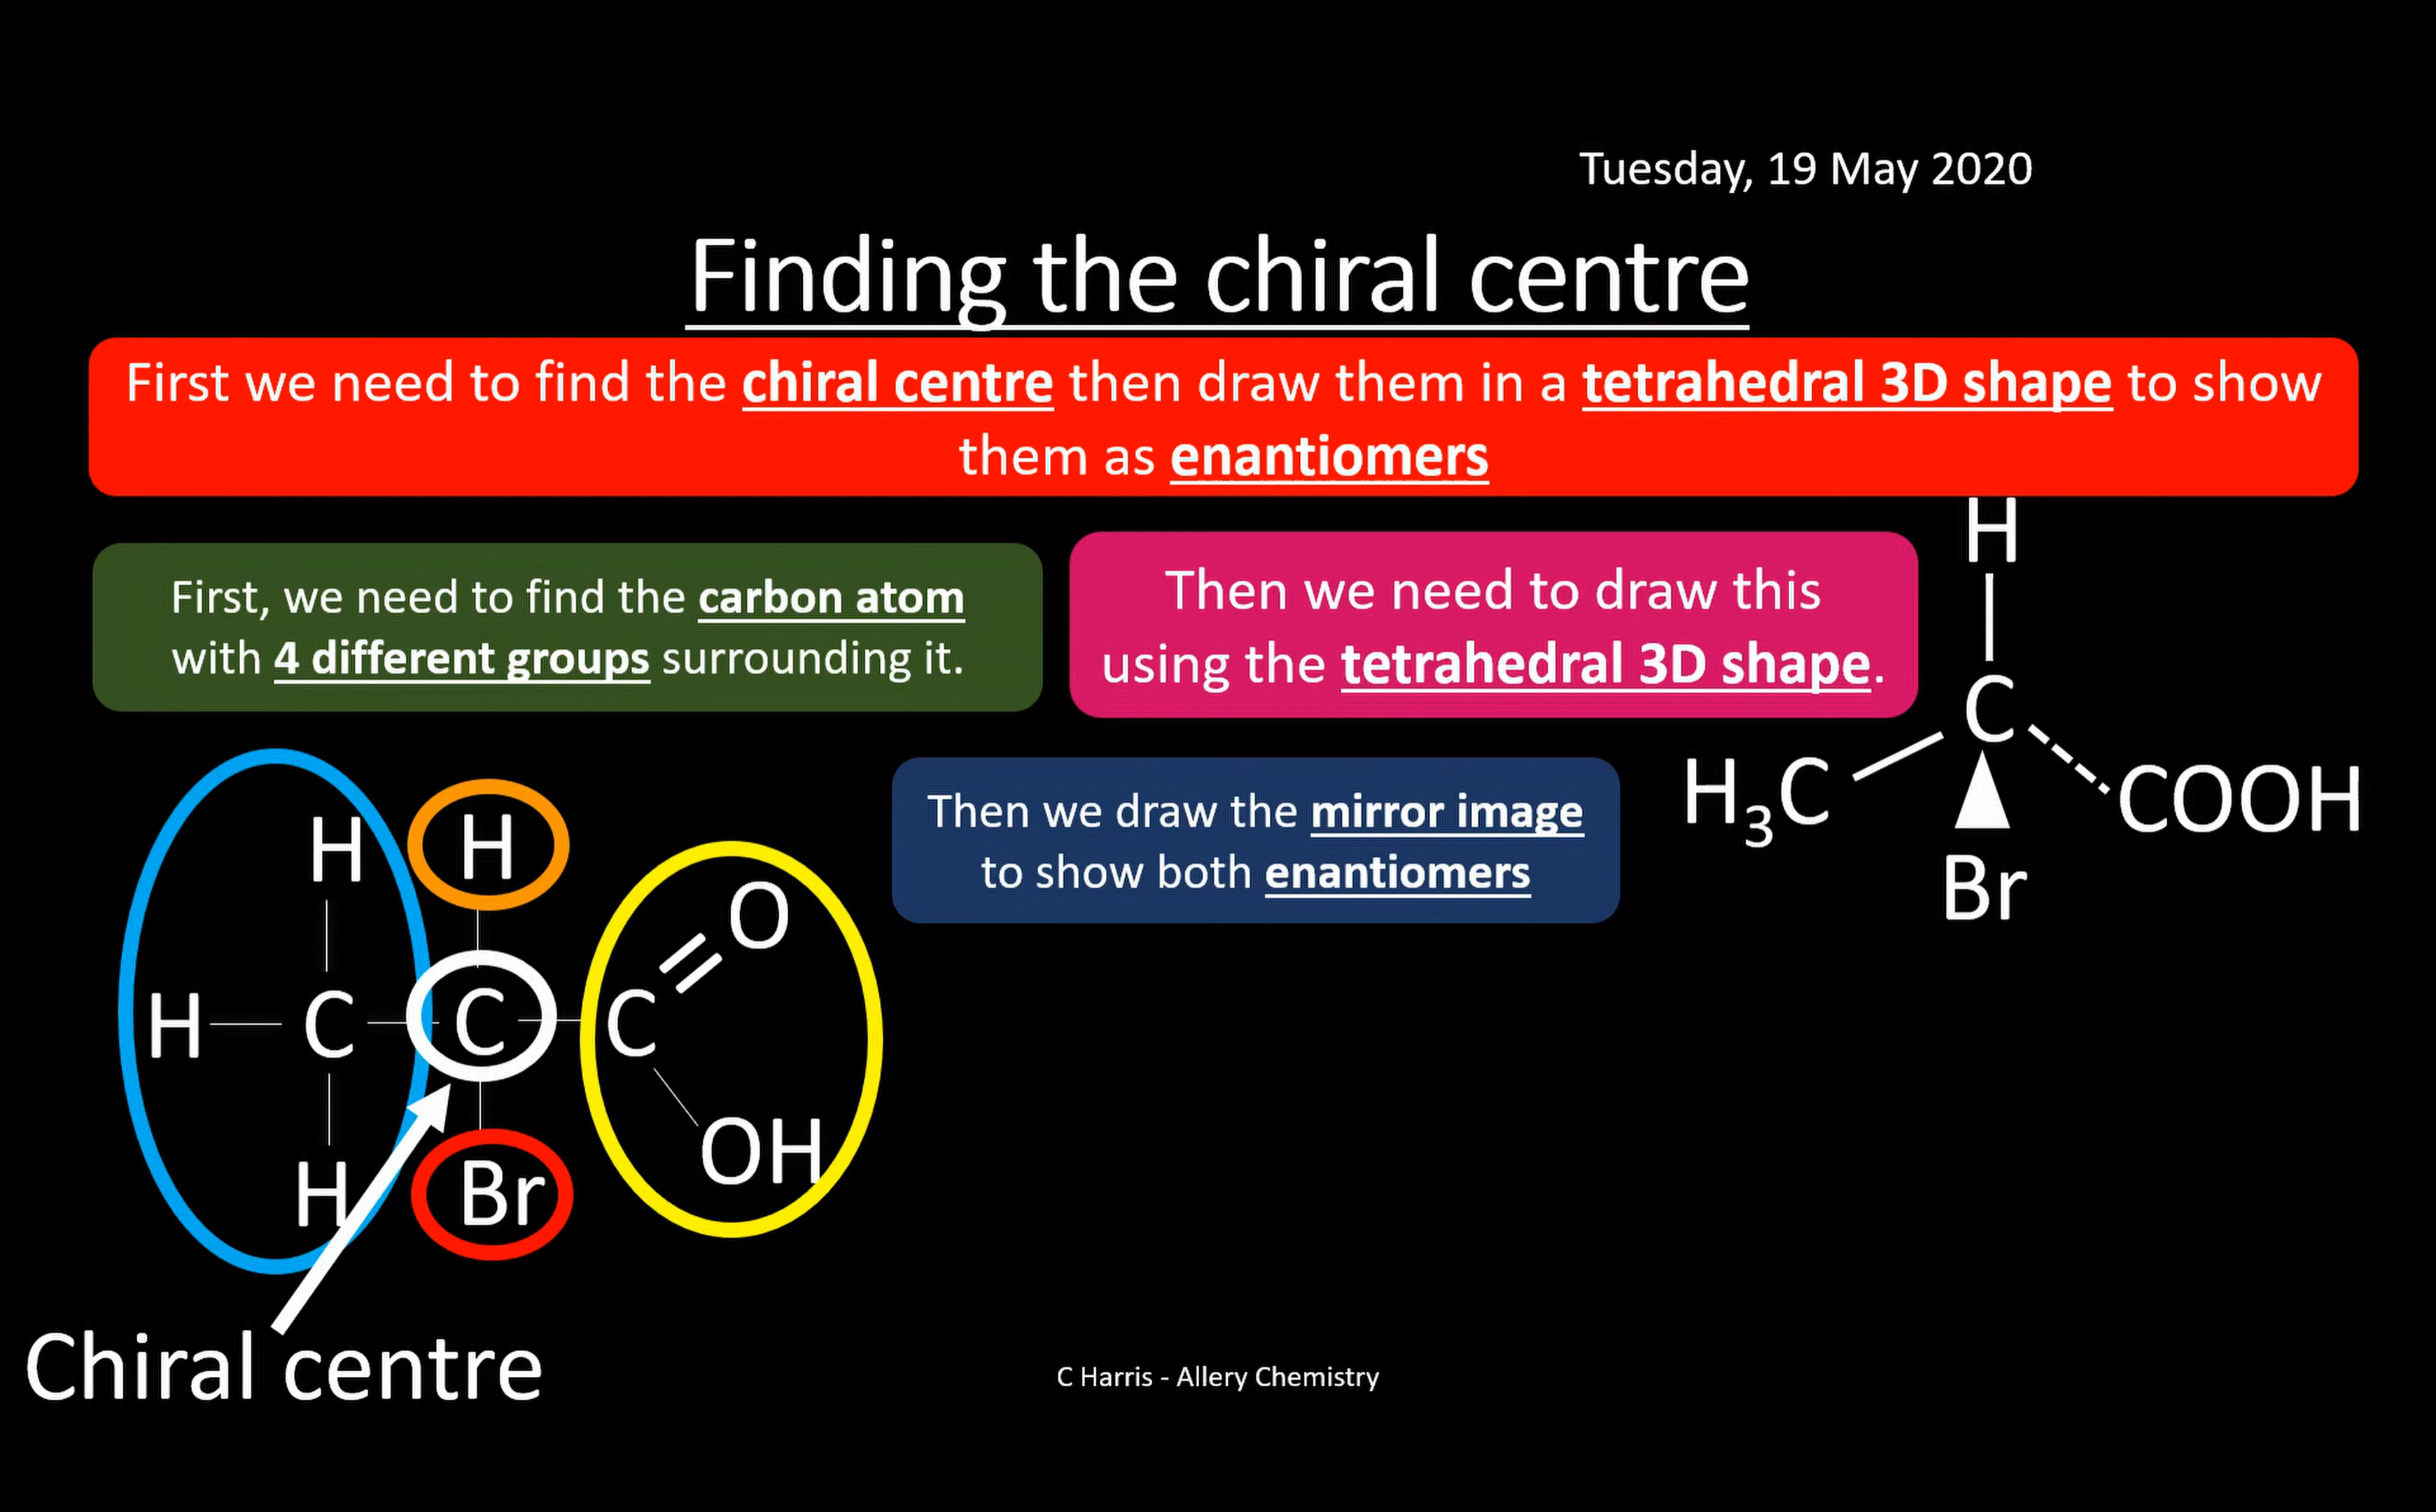 Tuesday, 19 May 2020
Finding the chiral centre
First we need to find the chiral centre then draw them in a tetrahedral 3D shape to show
them as enantiomers
First, we need to find the carbon atom
with 4 different groups surrounding it.
Then we need to draw this
using the tetrahedral 3D shape.
Then we draw the mirror image
to show both enantiomers
H
C
H₃C
COOH
Br
H
H
O
H
C
C
C
OH
H
Br
Chiral centre
C Harris - Allery Chemistry